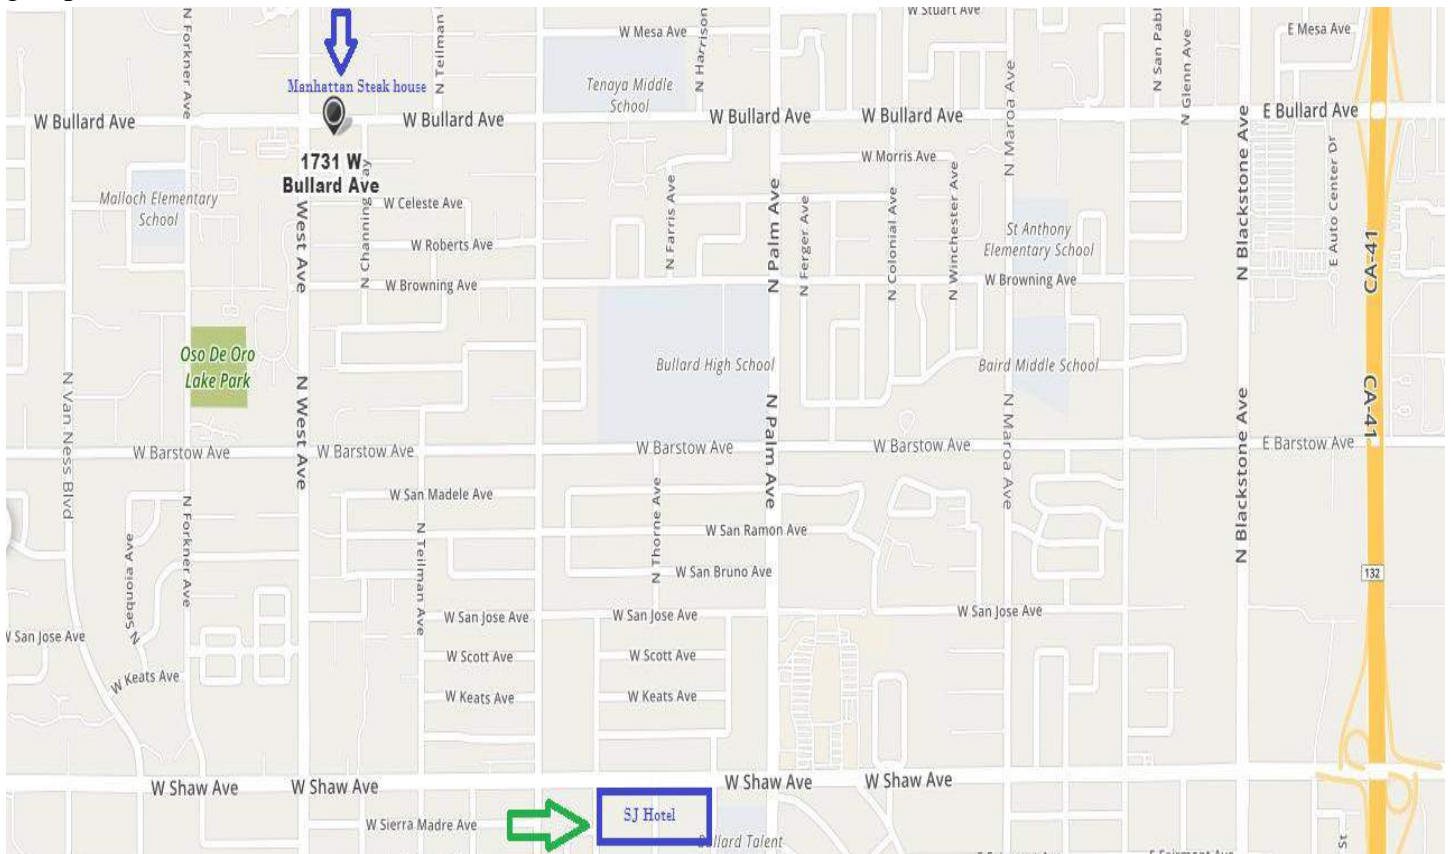 N Forkner Ave
N Teilman
W Mesa Ave
N Harrison
W Stuart Ave
N Maroa Ave
N San Pabl
N Glenn Ave
E Mesa Ave
Manhattan Steak house
Tenaya Middle
School
W Bullard Ave
W Bullard Ave
W Bullard Ave
W Bullard Ave
E Bullard Ave
1731 W
Bullard Ave
Malloch Elementary
School
West Ave
N Channing
ay
W Celeste Ave
W Roberts Ave
W Browning Ave
N Farris Ave
N Palm Ave
N Ferger Ave
W Morris Ave
N Colonial Ave
N Winchester Ave
St Anthony
Elementary School
W Browning Ave
N Blackstone Ave
E Auto Center Dr
CA-41
Oso De Oro
Lake Park
N Van Ness Blvd
N West Ave
Bullard High School
N Palm Ave
Baird Middle School
N Maroa Ave
N Blackstone Ave
CA-41
W Barstow Ave
W Barstow Ave
W Barstow Ave
W Barstow Ave
E Barstow Ave
N Sequoia Ave
N Forkner Ave
W San Madele Ave
N Teilman Ave
N Thorne Ave
W San Ramon Ave
W San Bruno Ave
132
W San Jose Ave
W San Jose Ave
W San Jose Ave
W San Jose Ave
W Scott Ave
W Scott Ave
W Keats Ave
W Keats Ave
W Keats Ave
W Shaw Ave
W Shaw Ave
W Shaw Ave
W Shaw Ave
W Sierra Madre Ave
SJ Hotel
Bullard Talent
St